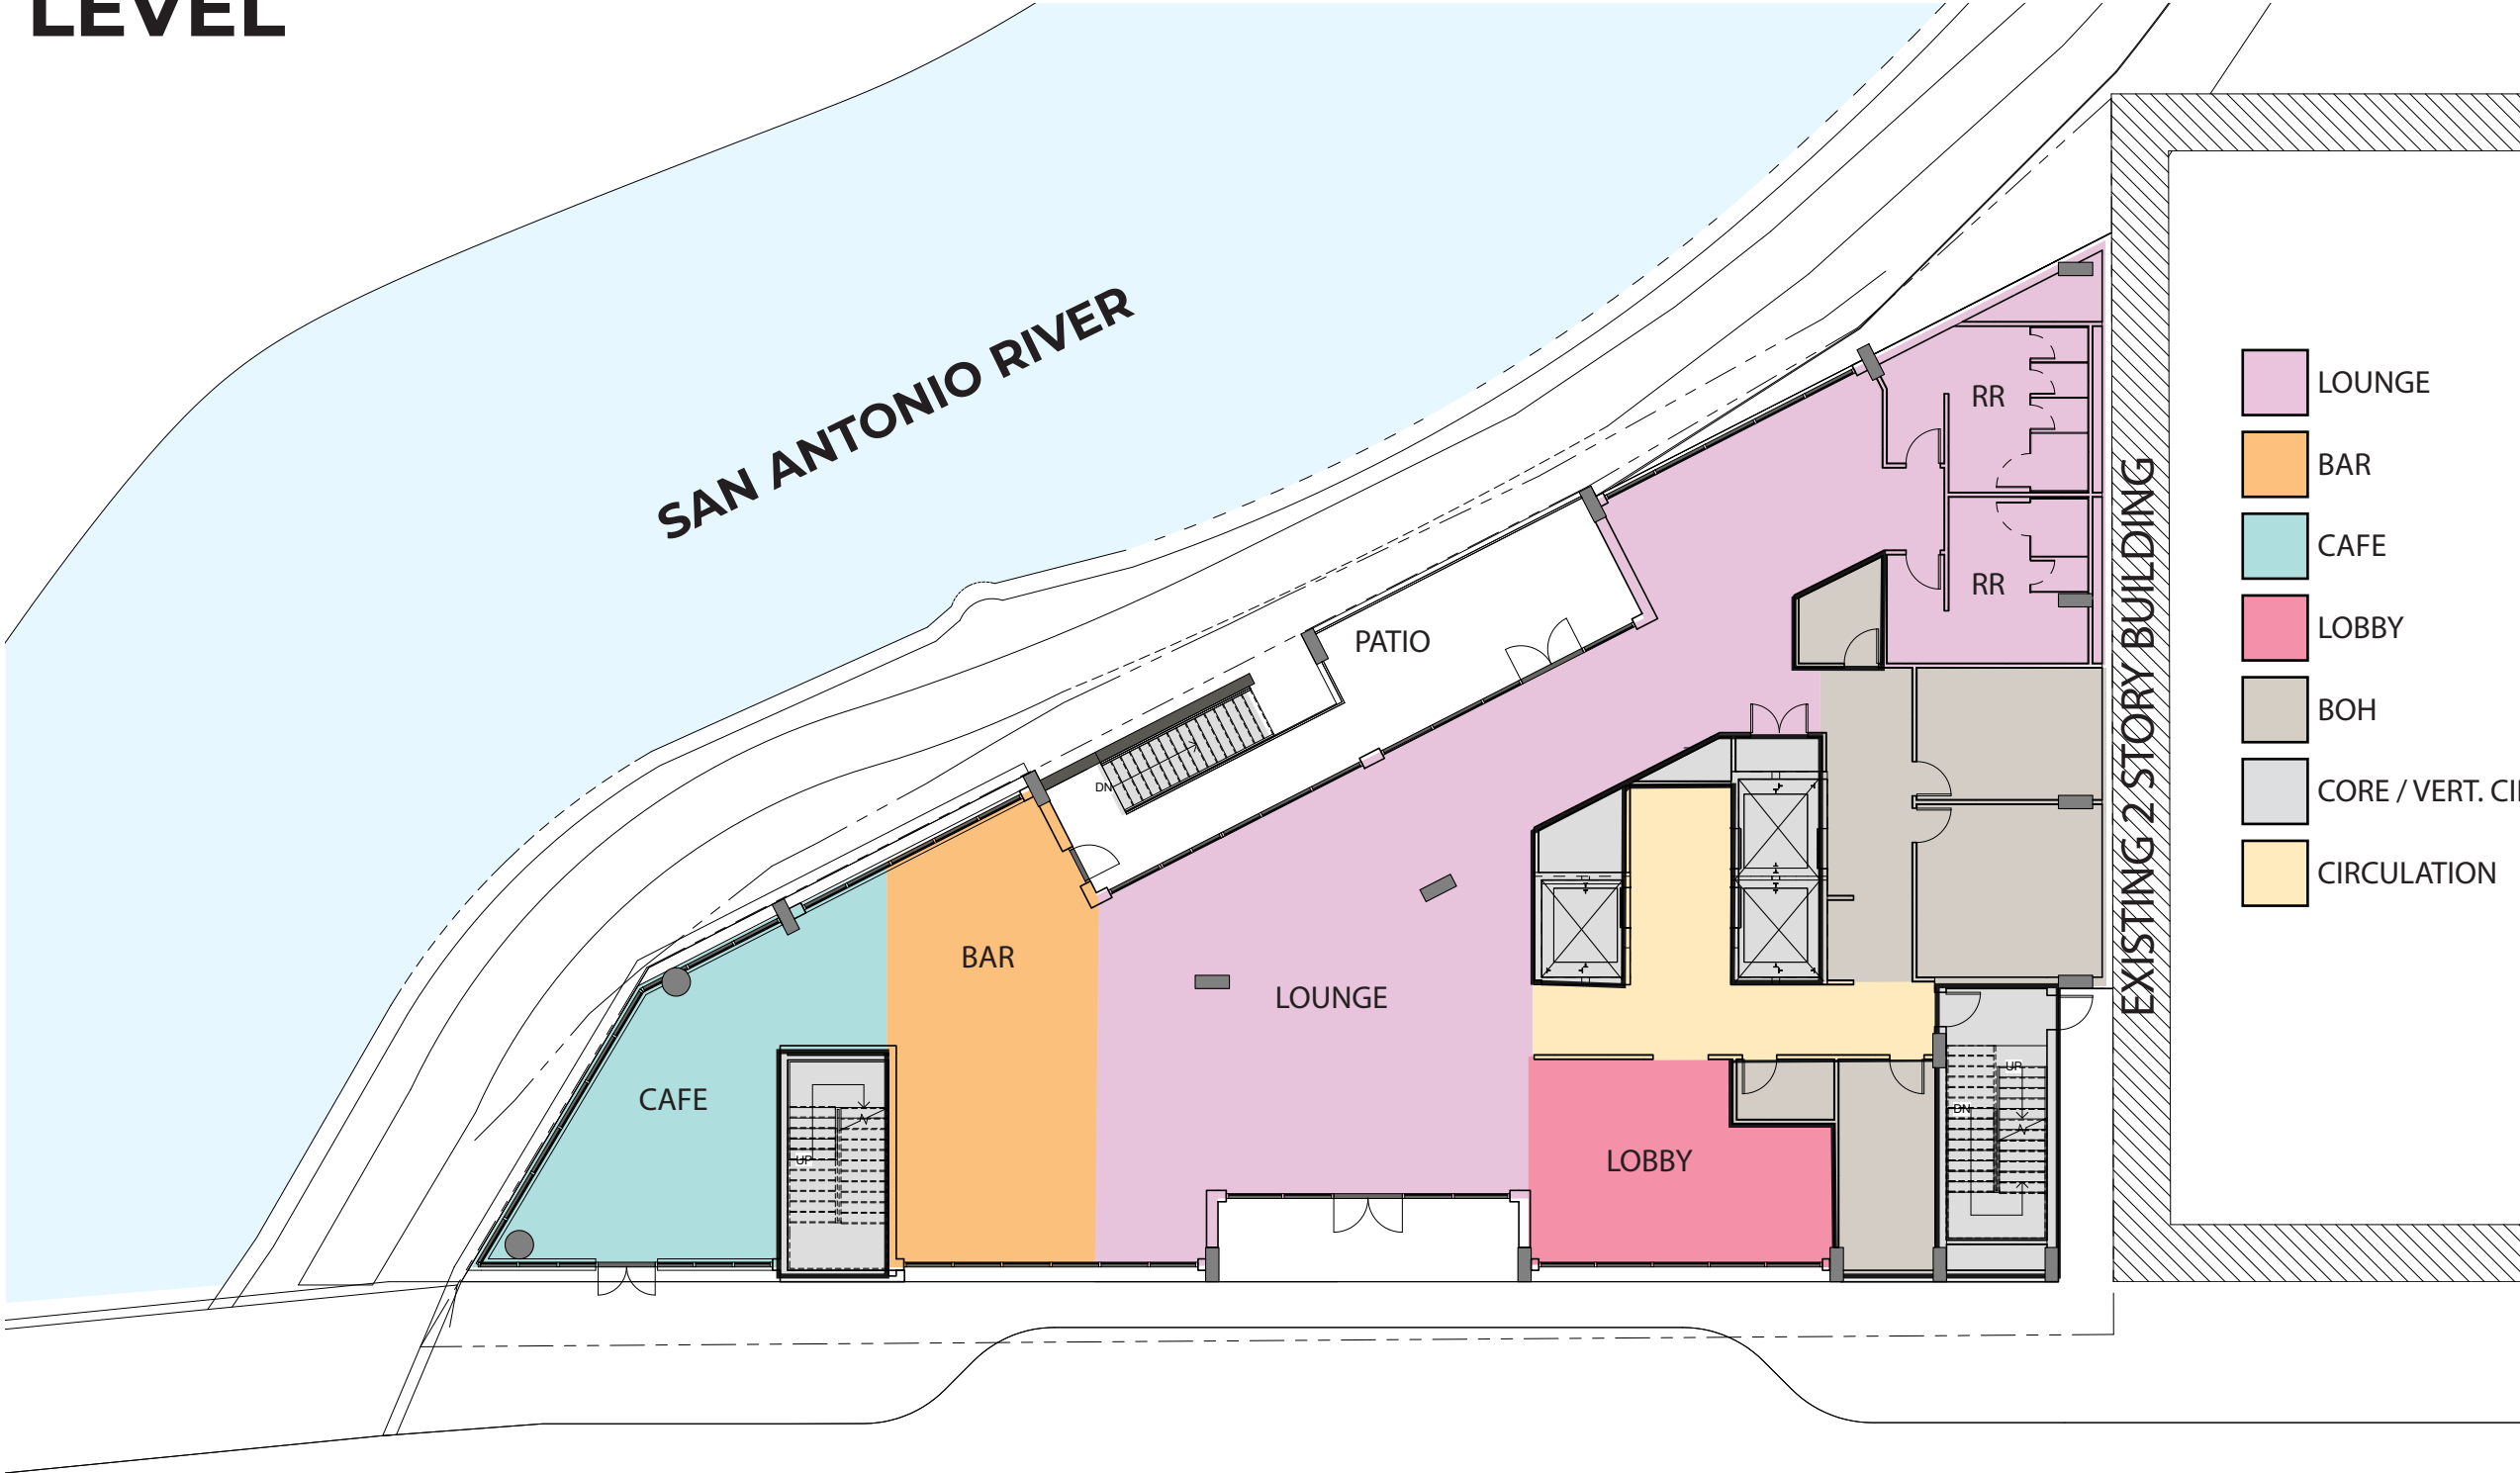 LEVEL
SAN ANTONIO RIVER
RR
RR
PATIO
DN
BAR
LOUNGE
CAFE
LOBBY
UP
UP
DN
EXISTING 2 STORY BUILDING
LOUNGE
BAR
CAFE
LOBBY
BOH
CORE / VERT.
CIRCULATION